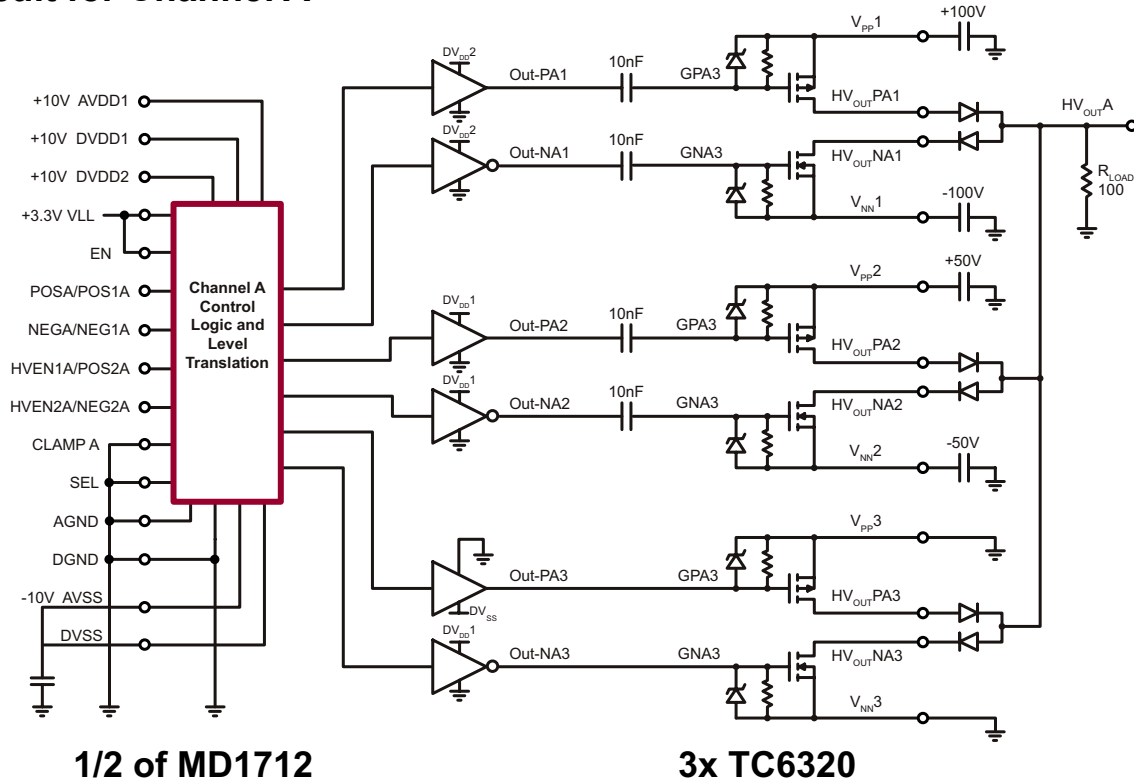 +10V AVDD1
+10V DVDD1
+10V DVDD2
+3.3V VLL
EN
POSA/POS1A
NEGA/NEG1A
HVEN1A/POS2A
HVEN2A/NEG2A
CLAMP A
SEL
AGND
DGND
-10V AVSS
DVSS
Channel A
Control
Logic and
Level
Translation
DVDD2
Out-PA1
10nF
GPA3
VPP1
+100V
HVOUTPA1
DVDD2
Out-NA1
10nF
GNA3
HVOUTNA1
VNN1
-100V
HVOUTA
RLOAD
100
DVDD1
Out-PA2
10nF
GPA3
VPP2
+50V
HVOUTPA2
DVDD1
Out-NA2
10nF
GNA3
HVOUTNA2
VNN2
-50V
Out-PA3
DVSS
GPA3
VPP3
HVOUTPA3
DVDD1
Out-NA3
GNA3
HVOUTNA3
VNN3
1/2 of MD1712
3x TC6320